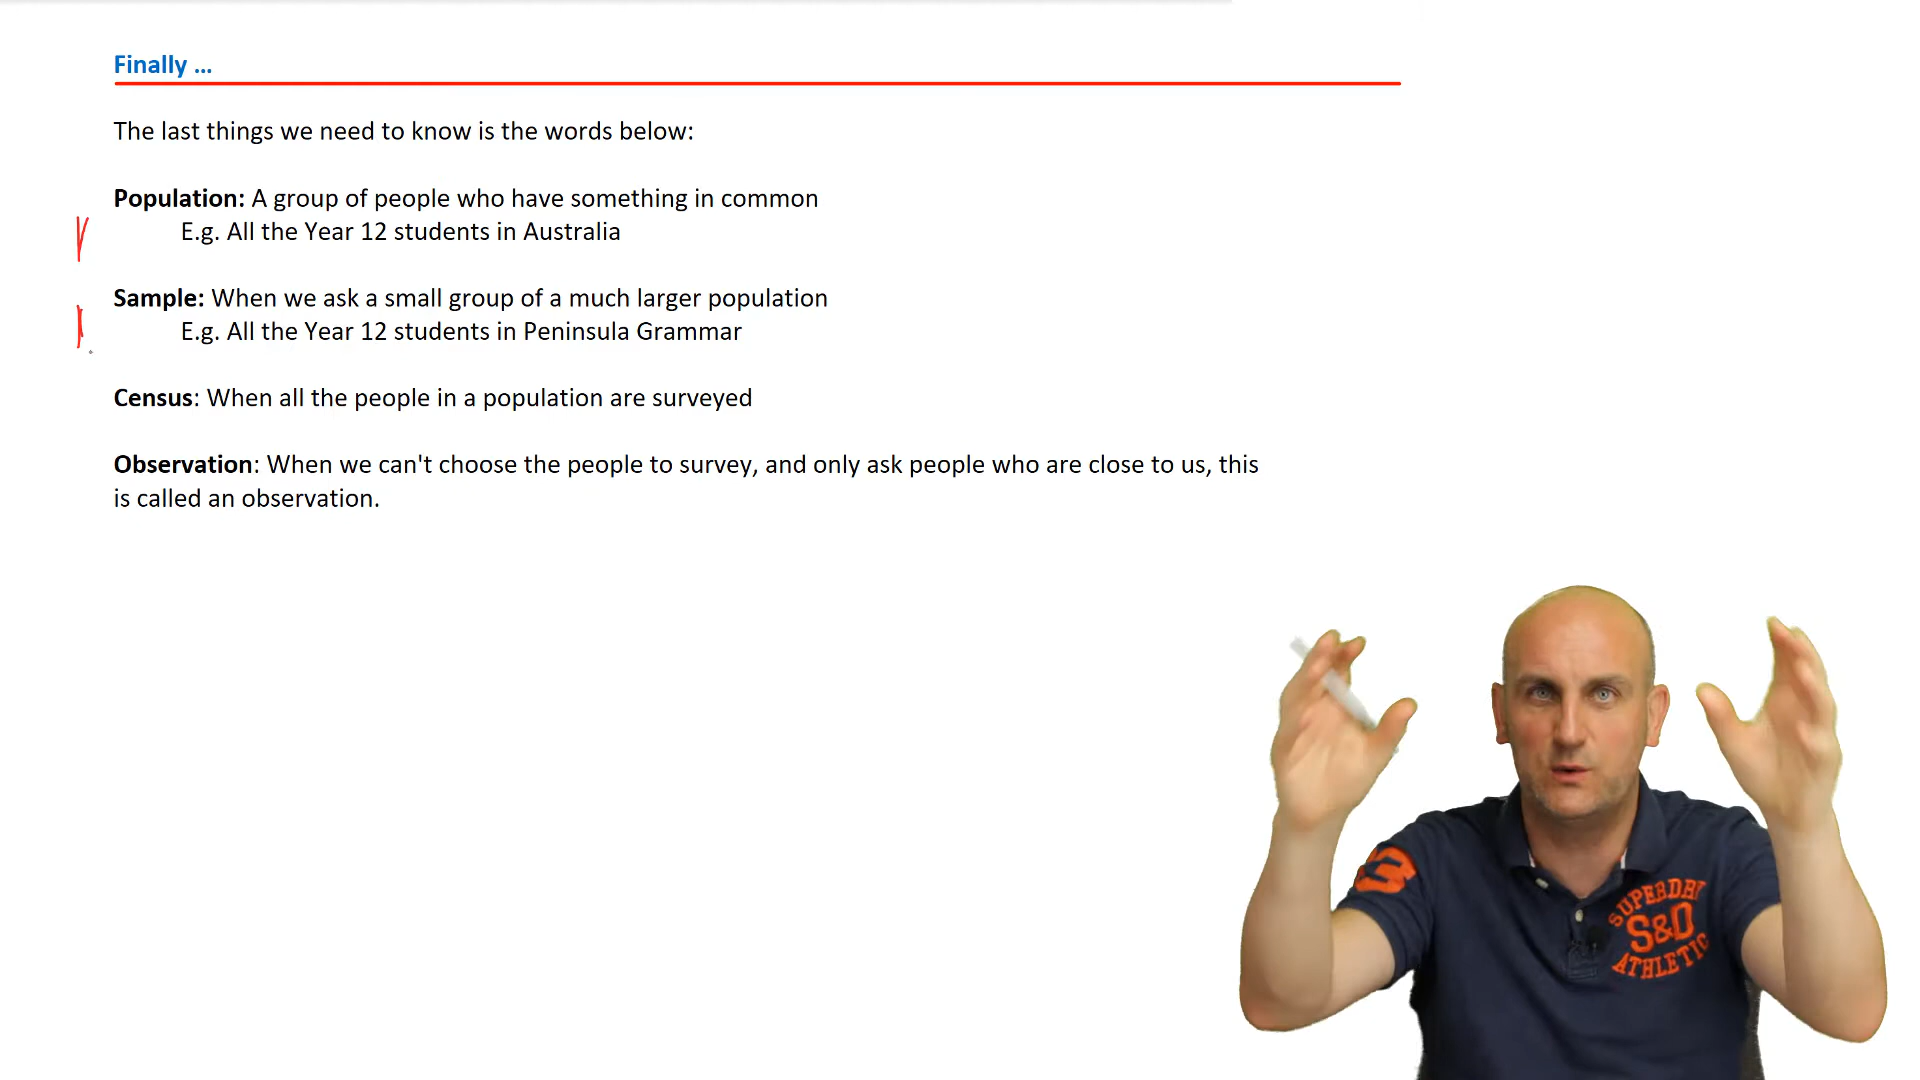 Finally ...
The last things we need to know is the words below:
Population: A group of people who have something in common
E.g. All the Year 12 students in Australia
Sample: When we ask a small group of a much larger population
E.g. All the Year 12 students in Peninsula Grammar
Census: When all the people in a population are surveyed
Observation: When we can't choose the people to survey, and only ask people who are close to us, this
is called an observation.
S&D
ATHLETIC